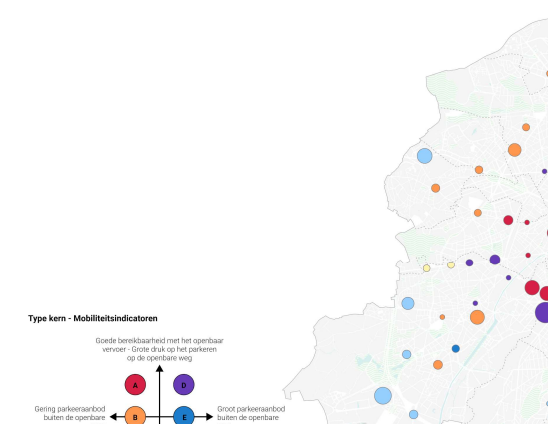 Type kern - Mobiliteitsindicatoren
Goede bereikbaarheid met het openbaar
vervoer - Grote druk op het parkeren
op de openbare weg
A
D
Gering parkeeraanbod
buiten de openbare
B
E
Groot parkeeraanbod
buiten de openbare